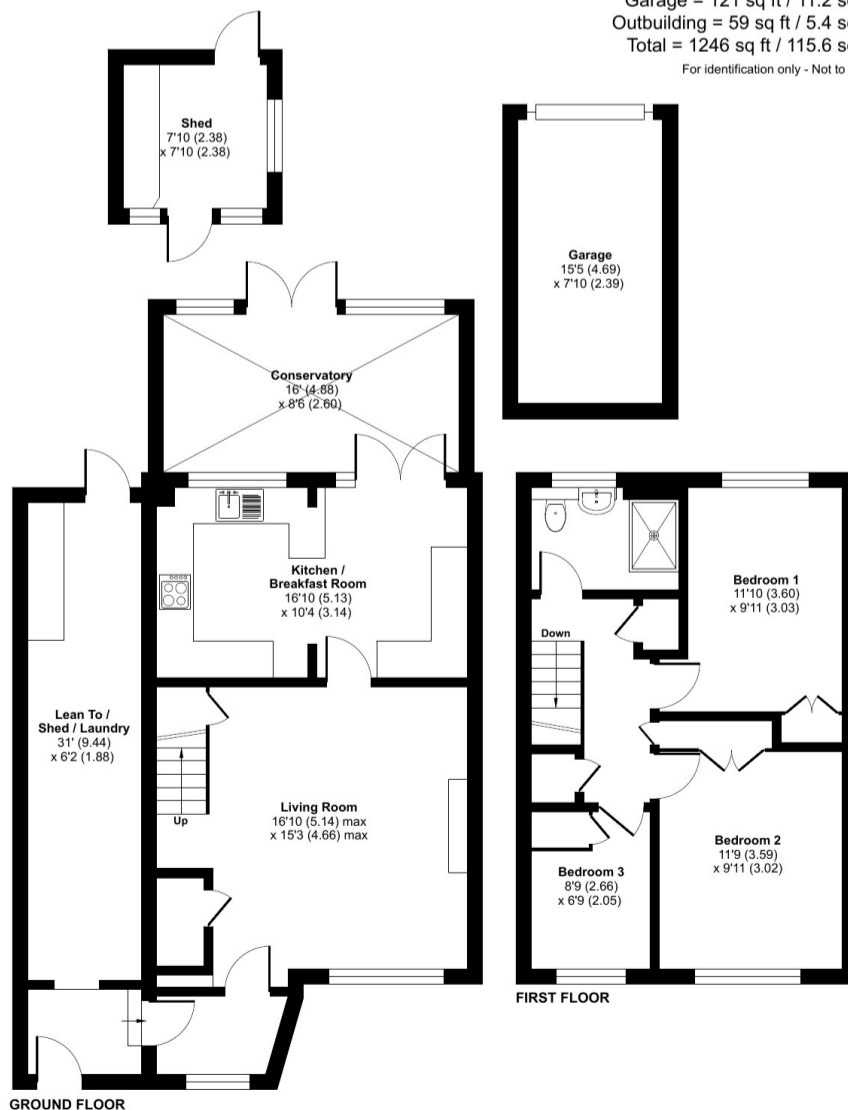 Garage = 121 sq ft / 11.2 sq
Outbuilding = 59 sq ft / 5.4 sq
Total = 1246 sq ft / 115.6 sq
For identification only - Not to
Shed
7'10 (2.38)
x 7'10 (2.38)
Garage
15'5 (4.69)
x 7'10 (2.39)
Conservatory
16' (4.88)
x 8'6 (2.60)
Kitchen /
Breakfast Room
16'10 (5.13)
x 10'4 (3.14)
Bedroom 1
11'10 (3.60)
x 9'11 (3.03)
Down
Lean To /
Shed / Laundry
31' (9.44)
x 6'2 (1.88)
Up
Living Room
16'10 (5.14) max
x 15'3 (4.66) max
Bedroom 2
11'9 (3.59)
x 9'11 (3.02)
Bedroom 3
8'9 (2.66)
x 6'9 (2.05)
FIRST FLOOR
GROUND FLOOR